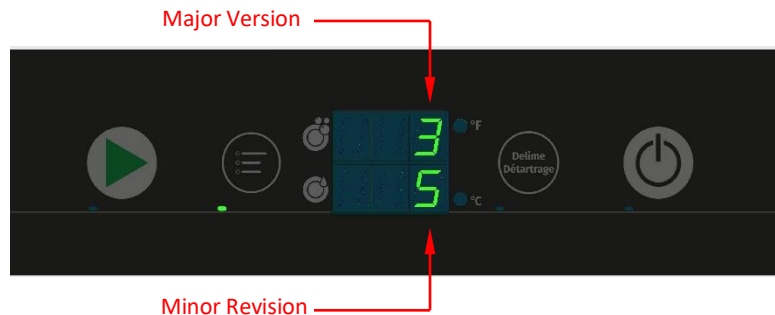 Major Version
3
°F
Delime
Détartrage
5
°C
Minor Revision